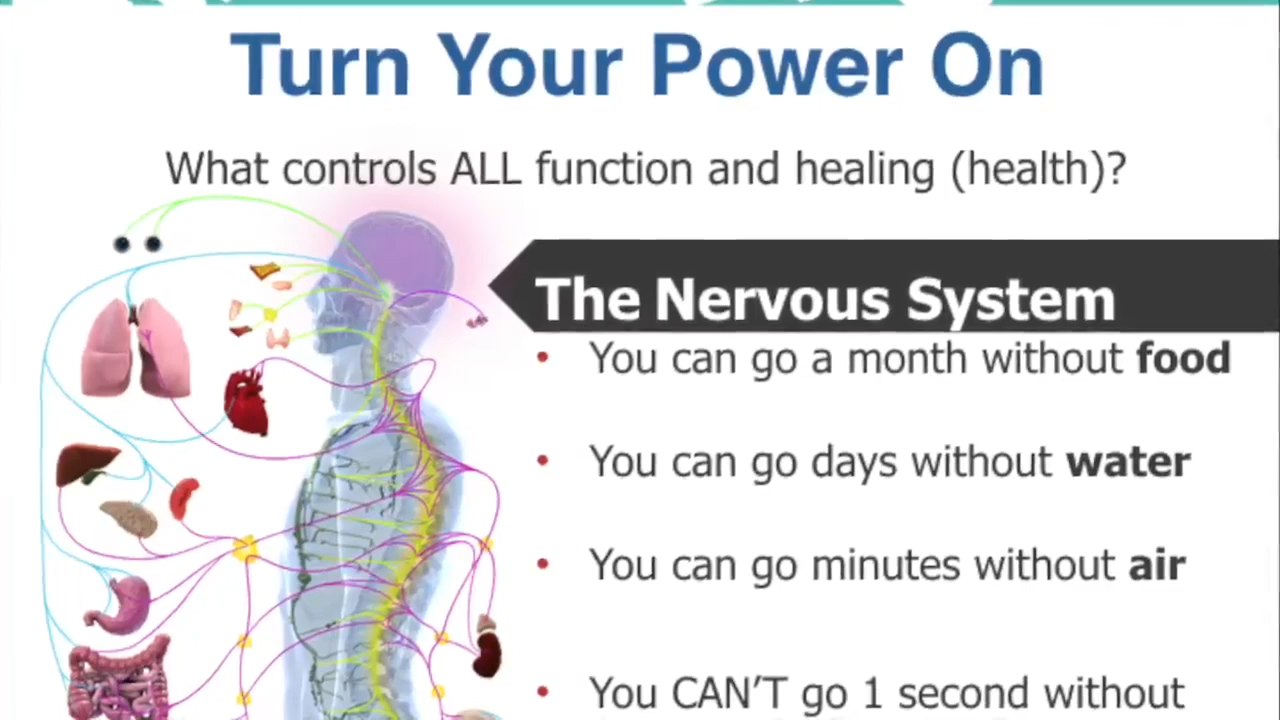 Turn Your Power On
What controls ALL function and healing (health)?
The Nervous System
• You can go a month without food
• You can go days without water
• You can go minutes without air
• You CAN'T go 1 second without